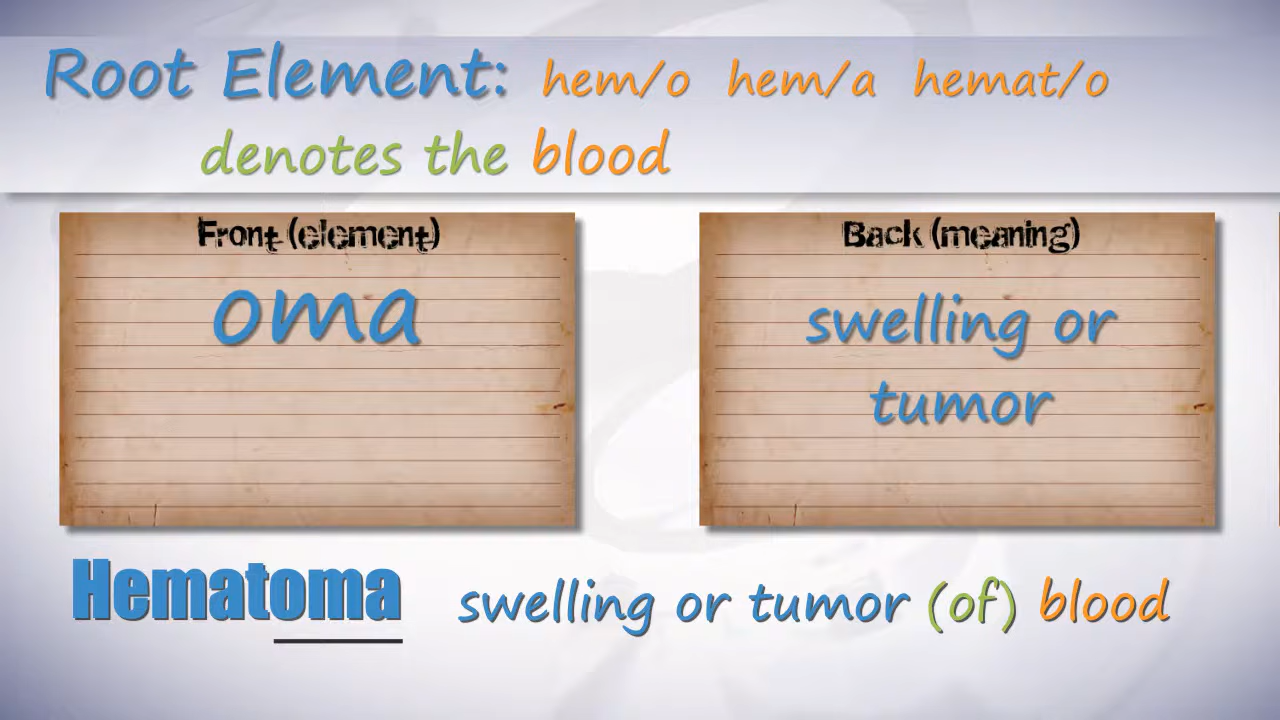 Root Element: hem/o hem/a hemat/o
denotes the blood
Front (element)
oma
Back (meaning)
swelling or
tumor
Hematoma swelling or tumor (of) blood